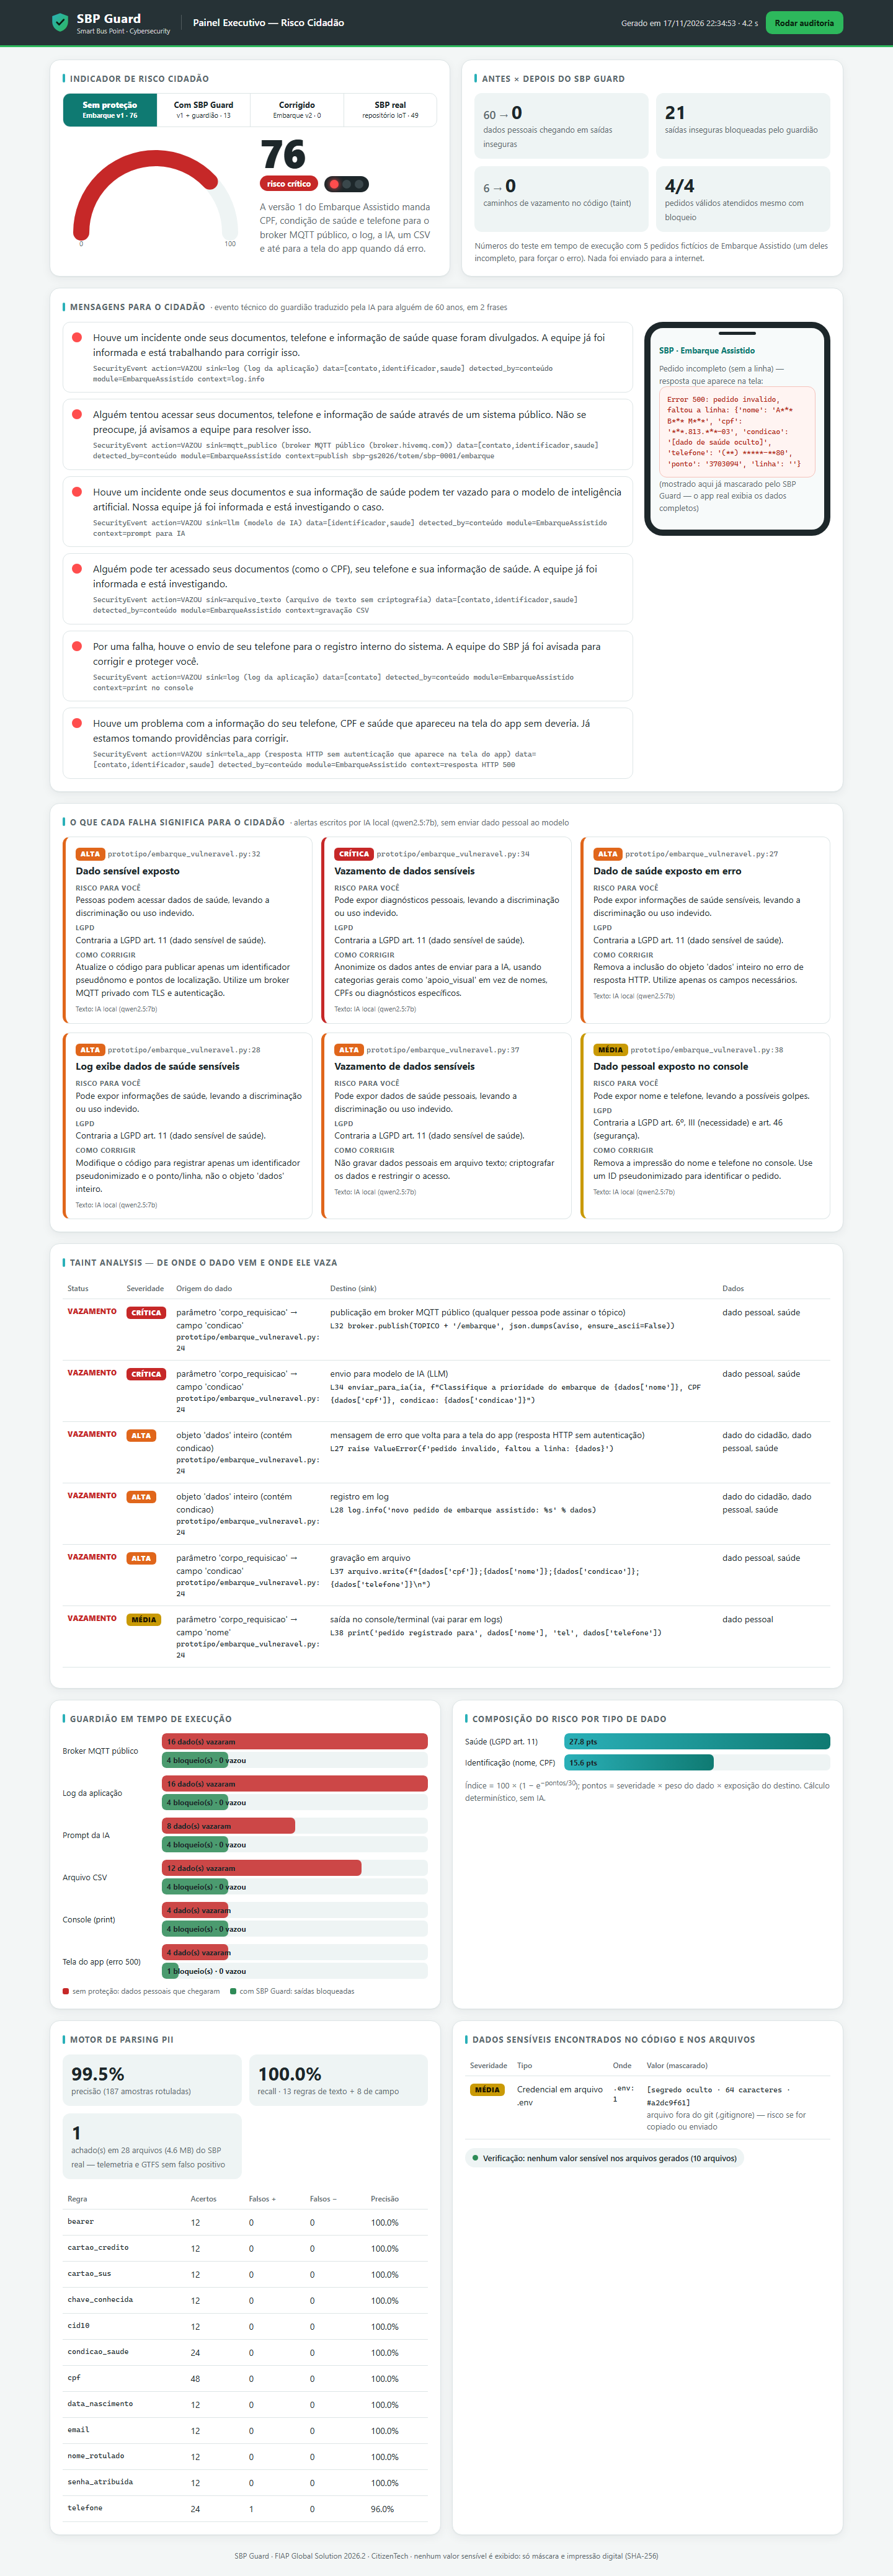 SBP Guard
Smart Bus Point · Cybersecurity
Painel Executivo — Risco Cidadão
Gerado em 17/11/2026 22:34:53 · 4.2 s
Rodar auditoria
INDICADOR DE RISCO CIDADÃO
Sem proteção
Embarque v1 · 76
Com SBP Guard
v1 + guardião · 13
Corrigido
Embarque v2 · 0
SBP real
repositório IoT · 49
0
100
76
risco crítico
A versão 1 do Embarque Assistido manda
CPF, condição de saúde e telefone para o
broker MQTT público, o log, a IA, um CSV
e até para a tela do app quando dá erro.
ANTES × DEPOIS DO SBP GUARD
60 → 0
dados pessoais chegando em saídas
inseguras
21
saídas inseguras bloqueadas pelo guardião
6 → 0
caminhos de vazamento no código (taint)
4/4
pedidos válidos atendidos mesmo com
bloqueio
Números do teste em tempo de execução com 5 pedidos fictícios de Embarque Assistido (um deles
incompleto, para forçar o erro). Nada foi enviado para a internet.
MENSAGENS PARA O CIDADÃO · evento técnico do guardião traduzido pela IA para alguém de 60 anos, em 2 frases
Houve um incidente onde seus documentos, telefone e informação de saúde quase foram divulgados. A equipe já foi
informada e está trabalhando para corrigir isso.
SecurityEvent action=VAZOU sink=log (log da aplicação) data=[contato,identificador,saude] detected_by=conteúdo
module=EmbarqueAssistido context=log.info
Alguém tentou acessar seus documentos, telefone e informação de saúde através de um sistema público. Não se
preocupe, já avisamos a equipe para resolver isso.
SecurityEvent action=VAZOU sink=mqtt_publico (broker MQTT público (broker.hivemq.com)) data=[contato,identificador,saude]
detected_by=conteúdo module=EmbarqueAssistido context=publish sbp-gs2026/totem/sbp-0001/embarque
Houve um incidente onde seus documentos e sua informação de saúde podem ter vazado para o modelo de inteligência
artificial. Nossa equipe já foi informada e está investigando o caso.
SecurityEvent action=VAZOU sink=llm (modelo de IA) data=[identificador,saude] detected_by=conteúdo module=EmbarqueAssistido
context=prompt para IA
Alguém pode ter acessado seus documentos (como o CPF), seu telefone e sua informação de saúde. A equipe já foi
informada e está investigando.
SecurityEvent action=VAZOU sink=arquivo_texto (arquivo de texto sem criptografia) data=[contato,identificador,saude]
detected_by=conteúdo module=EmbarqueAssistido context=gravação CSV
Por uma falha, houve o envio de seu telefone para o registro interno do sistema. A equipe do SBP já foi avisada para
corrigir e proteger você.
SecurityEvent action=VAZOU sink=log (log da aplicação) data=[contato] detected_by=conteúdo module=EmbarqueAssistido
context=print no console
Houve um problema com a informação do seu telefone, CPF e saúde que apareceu na tela do app sem deveria. Já
estamos tomando providências para corrigir.
SecurityEvent action=VAZOU sink=tela_app (resposta HTTP sem autenticação que aparece na tela do app) data=
[contato,identificador,saude] detected_by=conteúdo module=EmbarqueAssistido context=resposta HTTP 500
SBP · Embarque Assistido
Pedido incompleto (sem a linha) —
resposta que aparece na tela:
Error 500: pedido invalido,
faltou a linha: {'nome': 'A***
B*** M***', 'cpf':
'***.813.***-03', 'condicao':
'[dado de saúde oculto]',
'telefone': '(**) *****-**80',
'ponto': '3703094', 'linha': ''}
(mostrado aqui já mascarado pelo SBP
Guard — o app real exibia os dados
completos)
O QUE CADA FALHA SIGNIFICA PARA O CIDADÃO · alertas escritos por IA local (qwen2.5:7b), sem enviar dado pessoal ao modelo
ALTA prototipo/embarque_vulneravel.py:32
Dado sensível exposto
RISCO PARA VOCÊ
Pessoas podem acessar dados de saúde, levando a
discriminação ou uso indevido.
LGPD
Contraria a LGPD art. 11 (dado sensível de saúde).
COMO CORRIGIR
Atualize o código para publicar apenas um identificador
pseudônimo e pontos de localização. Utilize um broker
MQTT privado com TLS e autenticação.
Texto: IA local (qwen2.5:7b)
CRÍTICA prototipo/embarque_vulneravel.py:34
Vazamento de dados sensíveis
RISCO PARA VOCÊ
Pode expor diagnósticos pessoais, levando a discriminação
ou uso indevido.
LGPD
Contraria a LGPD art. 11 (dado sensível de saúde).
COMO CORRIGIR
Anonimize os dados antes de enviar para a IA, usando
categorias gerais como 'apoio_visual' em vez de nomes,
CPFs ou diagnósticos específicos.
Texto: IA local (qwen2.5:7b)
ALTA prototipo/embarque_vulneravel.py:27
Dado de saúde exposto em erro
RISCO PARA VOCÊ
Pode expor informações de saúde sensíveis, levando a
discriminação ou uso indevido.
LGPD
Contraria a LGPD art. 11 (dado sensível de saúde).
COMO CORRIGIR
Remova a inclusão do objeto 'dados' inteiro no erro de
resposta HTTP. Utilize apenas os campos necessários.
Texto: IA local (qwen2.5:7b)
ALTA prototipo/embarque_vulneravel.py:28
Log exibe dados de saúde sensíveis
RISCO PARA VOCÊ
Pode expor informações de saúde, levando a discriminação
ou uso indevido.
LGPD
Contraria a LGPD art. 11 (dado sensível de saúde).
COMO CORRIGIR
Modifique o código para registrar apenas um identificador
pseudonimizado e o ponto/linha, não o objeto 'dados'
inteiro.
Texto: IA local (qwen2.5:7b)
ALTA prototipo/embarque_vulneravel.py:37
Vazamento de dados sensíveis
RISCO PARA VOCÊ
Pode expor dados de saúde pessoais, levando a
discriminação ou uso indevido.
LGPD
Contraria a LGPD art. 11 (dado sensível de saúde).
COMO CORRIGIR
Não gravar dados pessoais em arquivo texto; criptografar
os dados e restringir o acesso.
Texto: IA local (qwen2.5:7b)
MÉDIA prototipo/embarque_vulneravel.py:38
Dado pessoal exposto no console
RISCO PARA VOCÊ
Pode expor nome e telefone, levando a possíveis golpes.
LGPD
Contraria a LGPD art. 6º, III (necessidade) e art. 46
(segurança).
COMO CORRIGIR
Remova a impressão do nome e telefone no console. Use
um ID pseudonimizado para identificar o pedido.
Texto: IA local (qwen2.5:7b)
TAINT ANALYSIS — DE ONDE O DADO VEM E ONDE ELE VAZA
Status Severidade Origem do dado Destino (sink) Dados
VAZAMENTO CRÍTICA parâmetro 'corpo_requisicao' → publicação em broker MQTT público (qualquer pessoa pode assinar o tópico) dado pessoal, saúde
campo 'condicao' L32 broker.publish(TOPICO + '/embarque', json.dumps(aviso, ensure_ascii=False))
prototipo/embarque_vulneravel.py:
24
VAZAMENTO CRÍTICA parâmetro 'corpo_requisicao' → envio para modelo de IA (LLM) dado pessoal, saúde
campo 'condicao' L34 enviar_para_ia(ia, f"Classifique a prioridade do embarque de {dados['nome']}, CPF
prototipo/embarque_vulneravel.py: {dados['cpf']}, condicao: {dados['condicao']}")
24
VAZAMENTO ALTA objeto 'dados' inteiro (contém mensagem de erro que volta para a tela do app (resposta HTTP sem autenticação) dado do cidadão, dado
condicao) L27 raise ValueError(f'pedido invalido, faltou a linha: {dados}') pessoal, saúde
prototipo/embarque_vulneravel.py:
24
VAZAMENTO ALTA objeto 'dados' inteiro (contém registro em log dado do cidadão, dado
condicao) L28 log.info('novo pedido de embarque assistido: %s' % dados) pessoal, saúde
prototipo/embarque_vulneravel.py:
24
VAZAMENTO ALTA parâmetro 'corpo_requisicao' → gravação em arquivo dado pessoal, saúde
campo 'condicao' L37 arquivo.write(f"{dados['cpf']};{dados['nome']};{dados['condicao']};
prototipo/embarque_vulneravel.py: {dados['telefone']}\n")
24
VAZAMENTO MÉDIA parâmetro 'corpo_requisicao' → saída no console/terminal (vai parar em logs) dado pessoal
campo 'nome' L38 print('pedido registrado para', dados['nome'], 'tel', dados['telefone'])
prototipo/embarque_vulneravel.py:
24
GUARDIÃO EM TEMPO DE EXECUÇÃO
Broker MQTT público
16 dado(s) vazaram
4 bloqueio(s) · 0 vazou
Log da aplicação
16 dado(s) vazaram
4 bloqueio(s) · 0 vazou
Prompt da IA
8 dado(s) vazaram
4 bloqueio(s) · 0 vazou
Arquivo CSV
12 dado(s) vazaram
4 bloqueio(s) · 0 vazou
Console (print)
4 dado(s) vazaram
4 bloqueio(s) · 0 vazou
Tela do app (erro 500)
4 dado(s) vazaram
1 bloqueio(s) · 0 vazou
sem proteção: dados pessoais que chegaram
com SBP Guard: saídas bloqueadas
COMPOSIÇÃO DO RISCO POR TIPO DE DADO
Saúde (LGPD art. 11) 27.8 pts
Identificação (nome, CPF) 15.6 pts
Índice = 100 × (1 − e−pontos/30); pontos = severidade × peso do dado × exposição do destino. Cálculo
determinístico, sem IA.
MOTOR DE PARSING PII
99.5%
precisão (187 amostras rotuladas)
100.0%
recall · 13 regras de texto + 8 de campo
1
achado(s) em 28 arquivos (4.6 MB) do SBP
real — telemetria e GTFS sem falso positivo
Regra Acertos Falsos + Falsos − Precisão
bearer 12 0 0 100.0%
cartao_credito 12 0 0 100.0%
cartao_sus 12 0 0 100.0%
chave_conhecida 12 0 0 100.0%
cid10 12 0 0 100.0%
condicao_saude 24 0 0 100.0%
cpf 48 0 0 100.0%
data_nascimento 12 0 0 100.0%
email 12 0 0 100.0%
nome_rotulado 12 0 0 100.0%
senha_atribuida 12 0 0 100.0%
telefone 24 1 0 96.0%
DADOS SENSÍVEIS ENCONTRADOS NO CÓDIGO E NOS ARQUIVOS
Severidade Tipo Onde Valor (mascarado)
MÉDIA Credencial em arquivo .env: [segredo oculto · 64 caracteres ·
.env 1 #a2dc9f61]
arquivo fora do git (.gitignore) — risco se for
copiado ou enviado
Verificação: nenhum valor sensível nos arquivos gerados (10 arquivos)
SBP Guard · FIAP Global Solution 2026.2 · CitizenTech · nenhum valor sensível é exibido: só máscara e impressão digital (SHA-256)